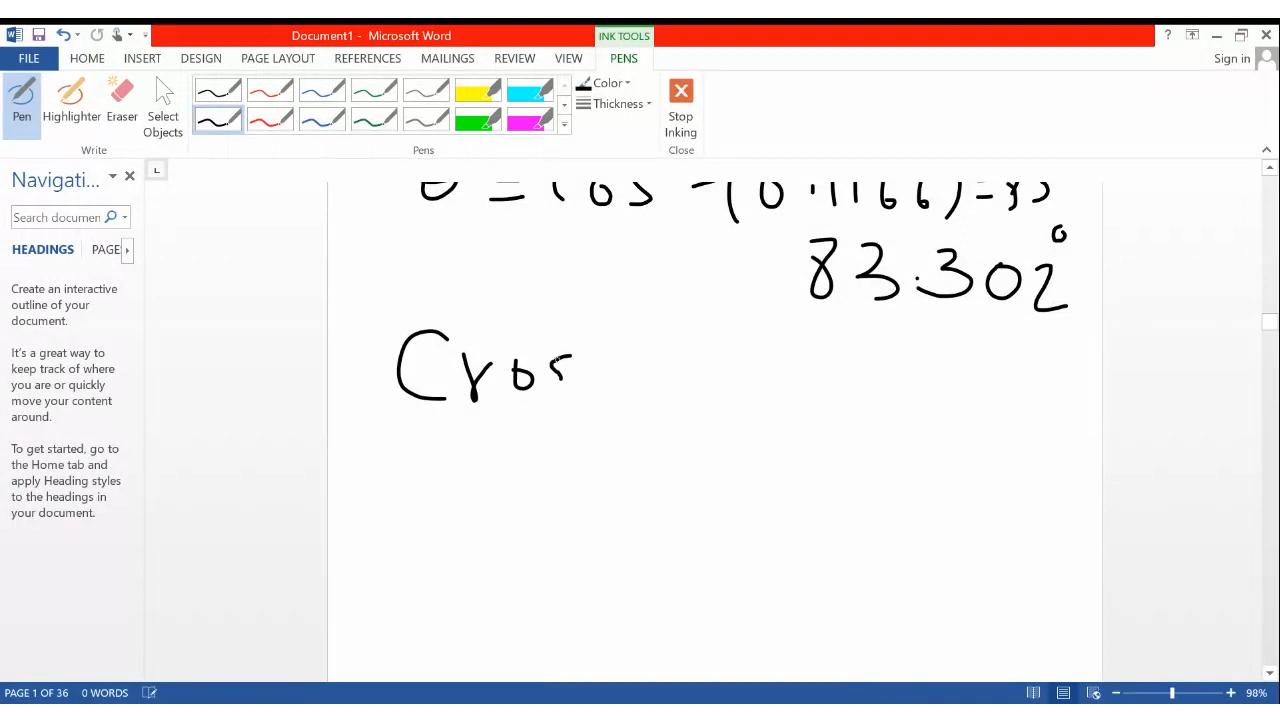 Document1 - Microsoft Word
INK TOOLS
?
FILE HOME INSERT DESIGN PAGE LAYOUT REFERENCES MAILINGS REVIEW VIEW PENS Sign in
Pen Highlighter Eraser Select Objects
Color
Thickness
Stop Inking
Write Pens Close
Navigati...
Search documen
HEADINGS PAGE
Create an interactive
outline of your
document.
It's a great way to
keep track of where
you are or quickly
move your content
around.
To get started, go to
the Home tab and
apply Heading styles
to the headings in
your document.
83.302°
Cros
PAGE 1 OF 36 0 WORDS 98%